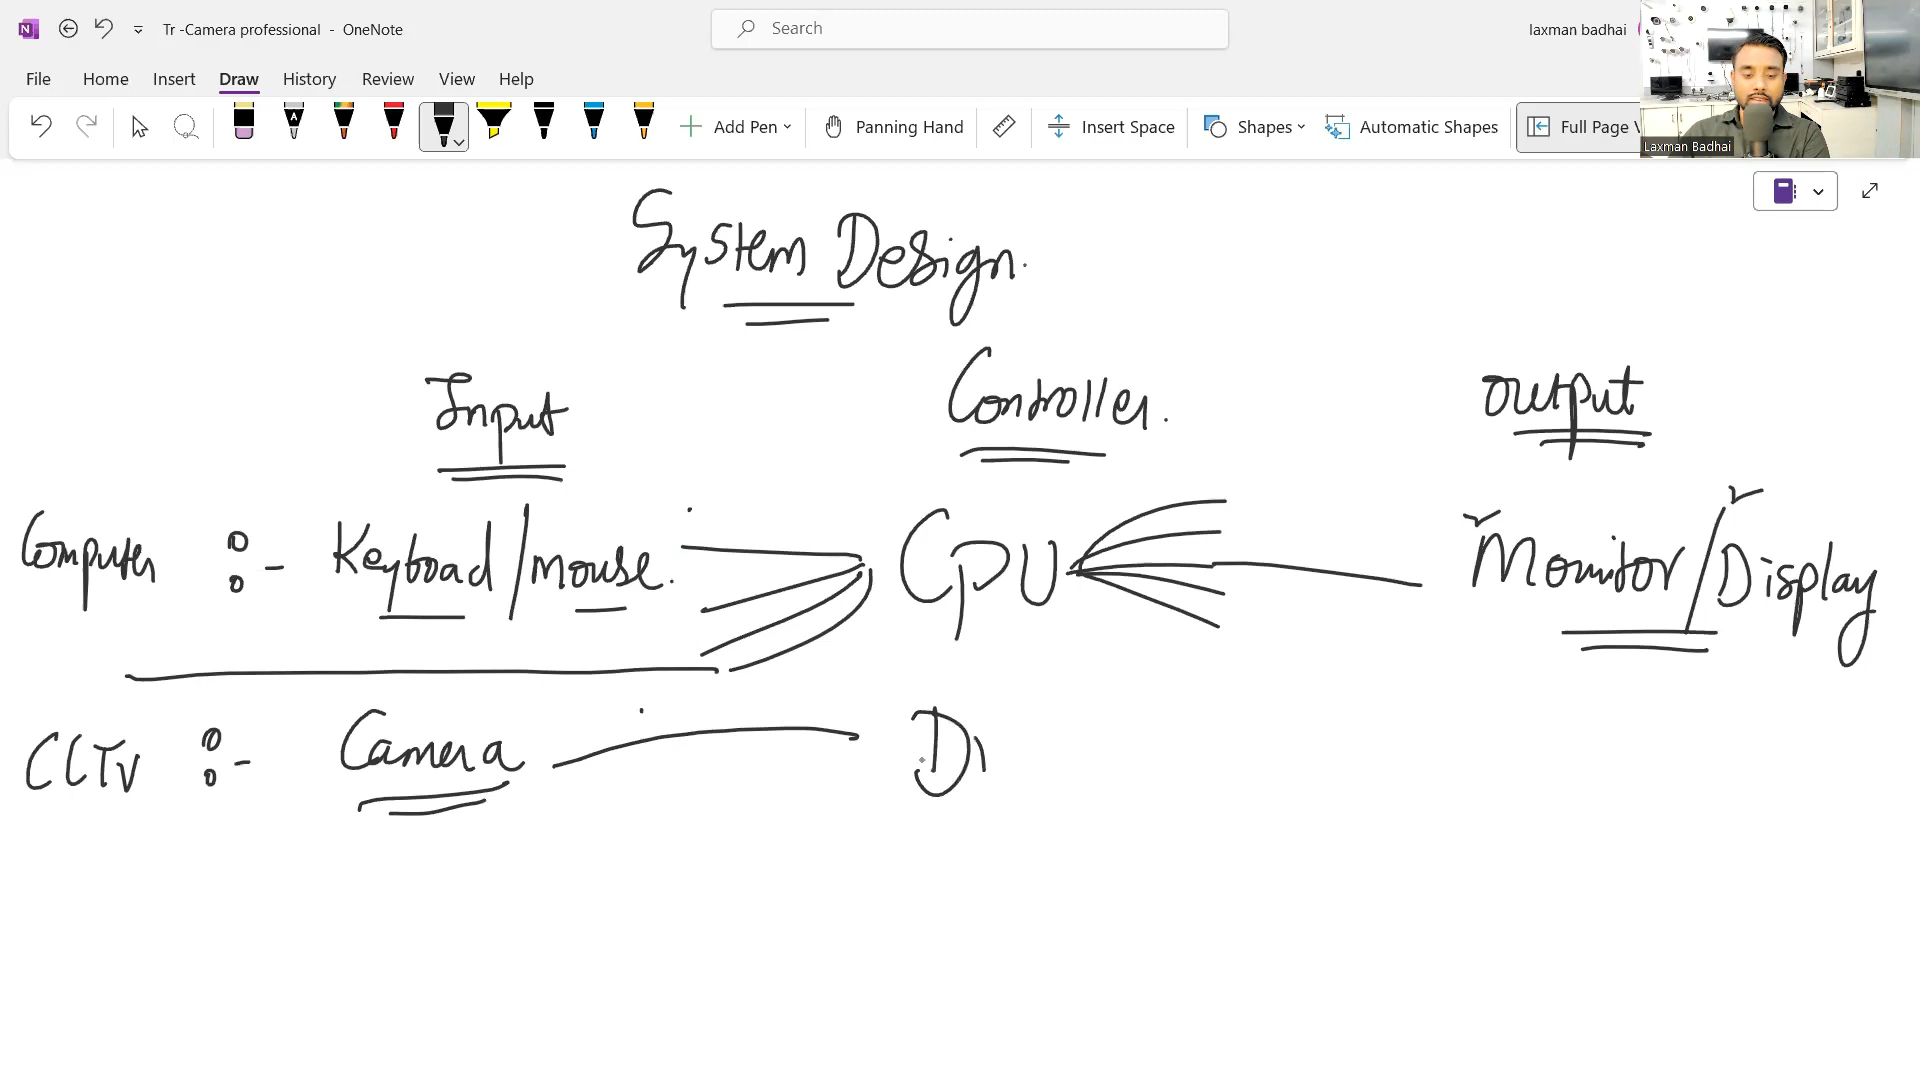 Tr -Camera professional - OneNote
Search
laxman badhai
File Home Insert Draw History Review View Help
Add Pen Panning Hand Insert Space Shapes Automatic Shapes Full Page V
Laxman Badhai
System Design.
Input Controller. output
Computer :- Keyboad/mouse. CPU Monitor/Display
CCTV :- Camera